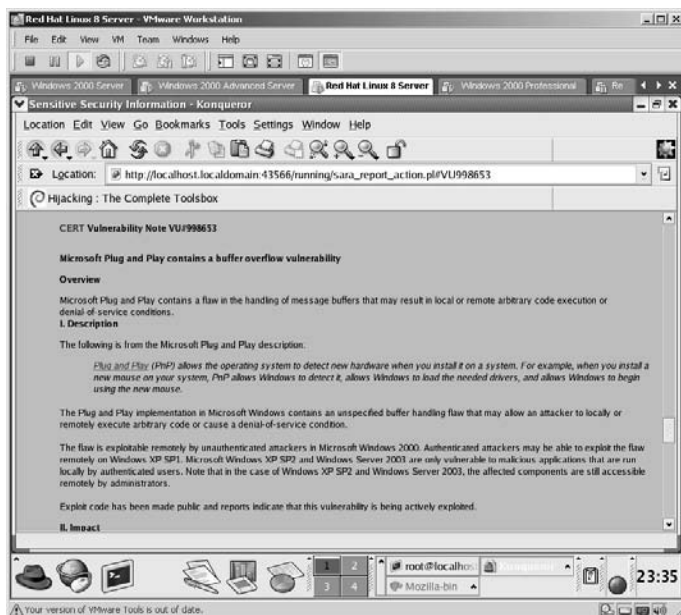 Red Hat Linux 8 Server - VMware Workstation
File Edit View VM Team Windows Help
Windows 2000 Server Windows 2000 Advanced Server Red Hat Linux 8 Server Windows 2000 Professional Re
Sensitive Security Information - Konqueror
Location Edit View Go Bookmarks Tools Settings Window Help
Location: http://localhost.localdomain:43566/running/sara_report_action.pl#VU998653
Hijacking : The Complete Toolsbox
CERT Vulnerability Note VU#998653
Microsoft Plug and Play contains a buffer overflow vulnerability
Overview
Microsoft Plug and Play contains a flaw in the handling of message buffers that may result in local or remote arbitrary code execution or
denial-of-service conditions.
I. Description
The following is from the Microsoft Plug and Play description:
Plug and Play (PnP) allows the operating system to detect new hardware when you install it on a system. For example, when you install a
new mouse on your system, PnP allows Windows to detect it, allows Windows to load the needed drivers, and allows Windows to begin
using the new mouse.
The Plug and Play implementation in Microsoft Windows contains an unspecified buffer handling flaw that may allow an attacker to locally or
remotely execute arbitrary code or cause a denial-of-service condition.
The flaw is exploitable remotely by unauthenticated attackers in Microsoft Windows 2000. Authenticated attackers may be able to exploit the flaw
remotely on Windows XP SP1. Microsoft Windows XP SP2 and Windows Server 2003 are only vulnerable to malicious applications that are run
locally by authenticated users. Note that in the case of Windows XP SP2 and Windows Server 2003, the affected components are still accessible
remotely by administrators.
Exploit code has been made public and reports indicate that this vulnerability is being actively exploited.
II. Impact
1 2 root@localhos Konqueror
3 4 Mozilla-bin
23:35
Your version of VMware Tools is out of date.